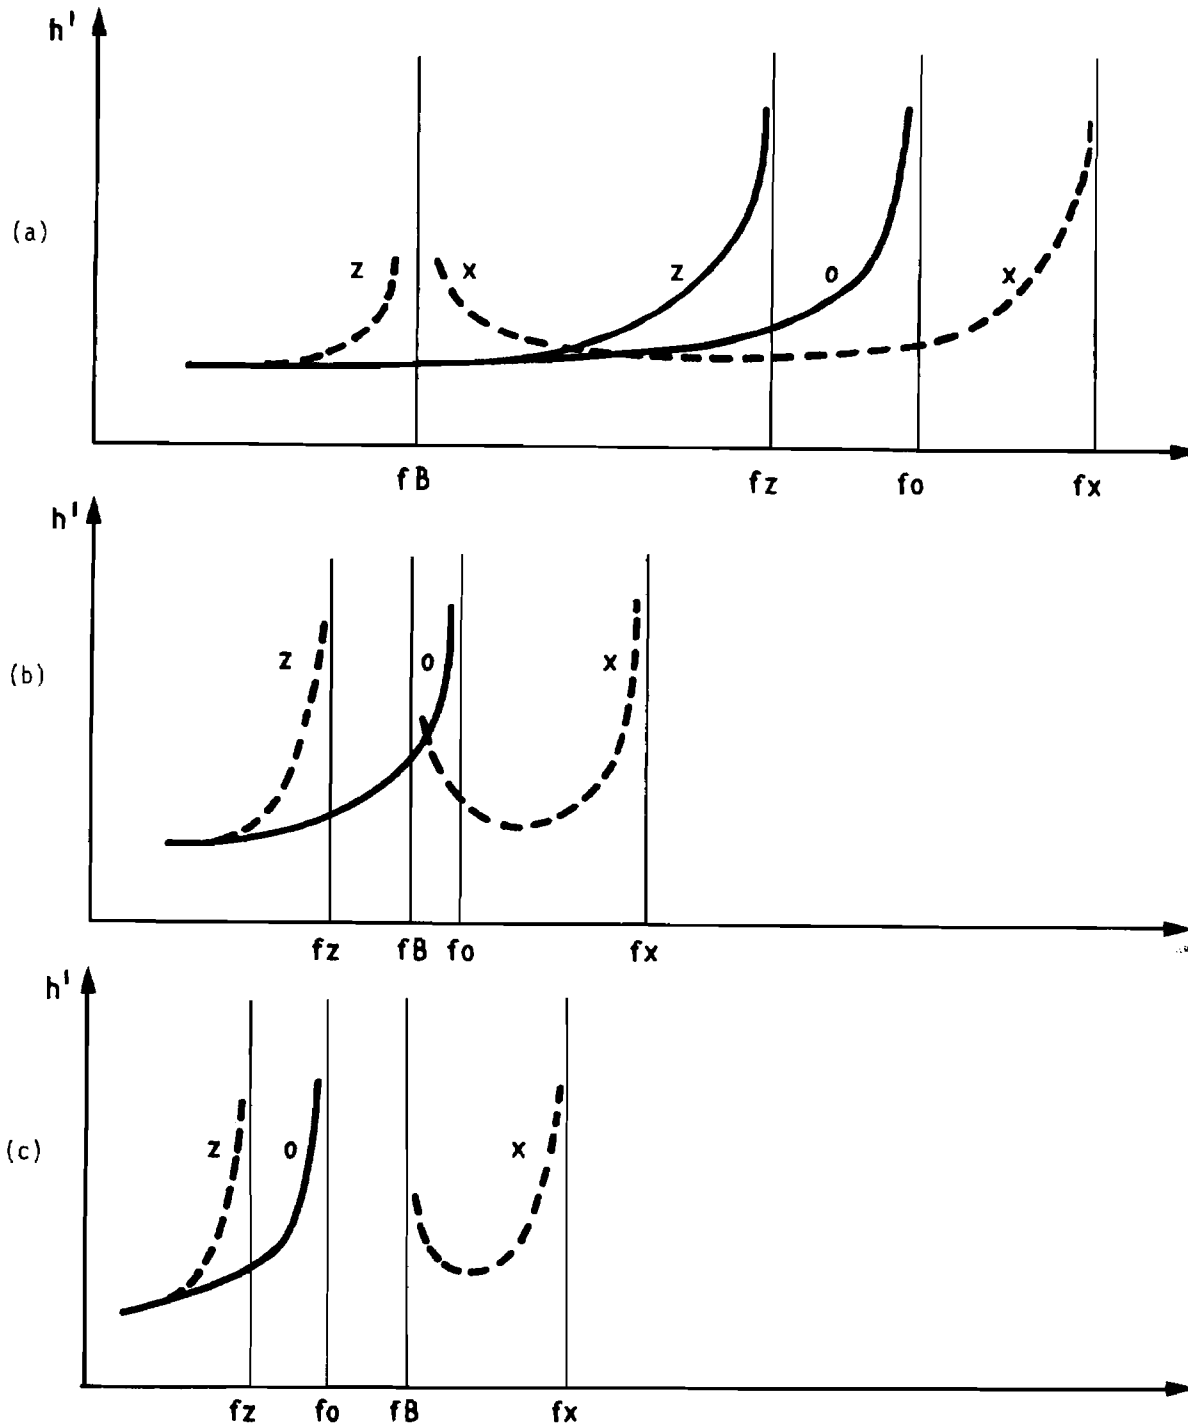 h'
(a)
z x z o x
fB fz fo fx
h'
(b)
z o x
fz fB fo fx
h'
(c)
z o x
fz fo fB fx